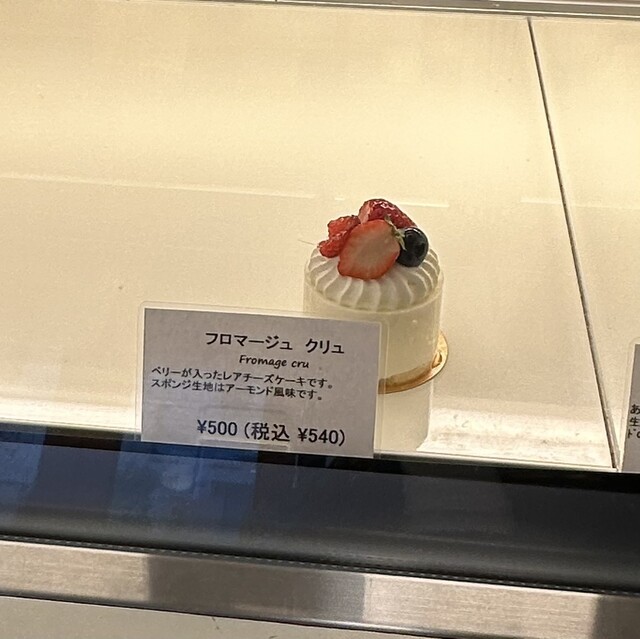 フロマージュ クリュ
Fromage cru
ベリーが入ったレアチーズケーキです。
スポンジ生地はアーモンド風味です。
¥500 (税込 ¥540)
あ
生